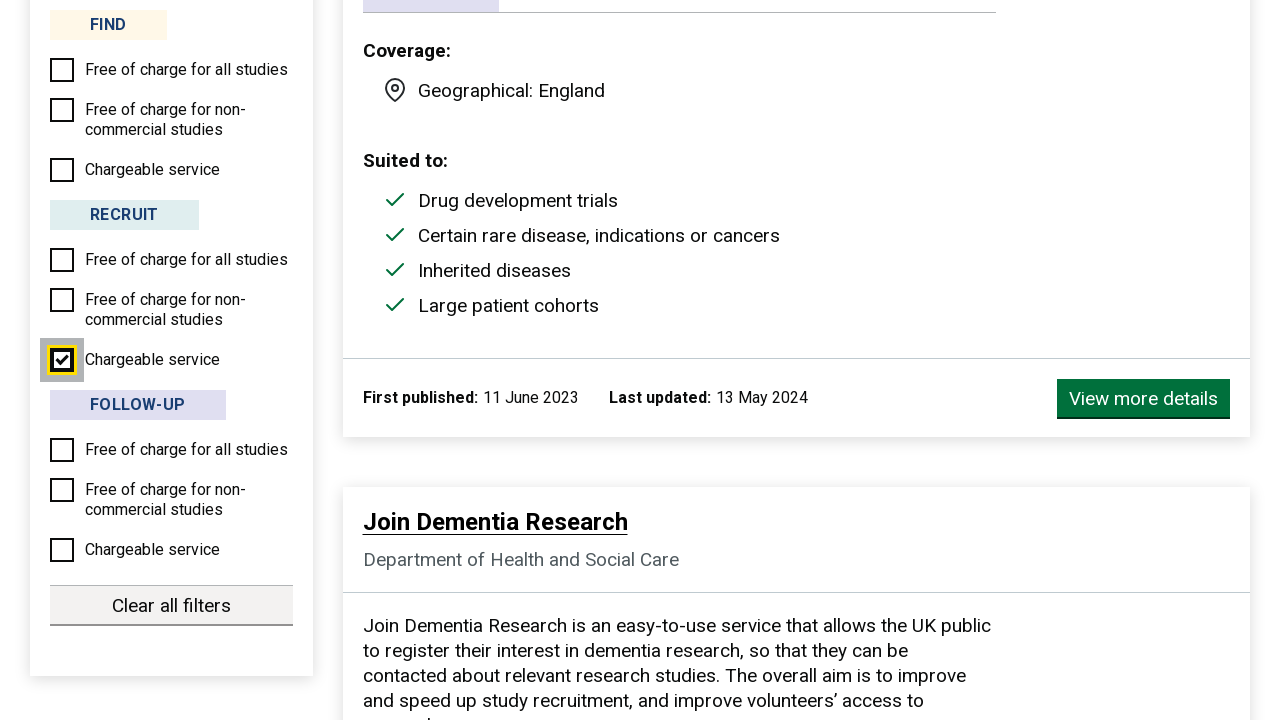 FIND
Free of charge for all studies
Free of charge for non-
commercial studies
Chargeable service
RECRUIT
Free of charge for all studies
Free of charge for non-
commercial studies
Chargeable service
FOLLOW-UP
Free of charge for all studies
Free of charge for non-
commercial studies
Chargeable service
Clear all filters
Coverage:
Geographical: England
Suited to:
Drug development trials
Certain rare disease, indications or cancers
Inherited diseases
Large patient cohorts
First published: 11 June 2023 Last updated: 13 May 2024
View more details
Join Dementia Research
Department of Health and Social Care
Join Dementia Research is an easy-to-use service that allows the UK public
to register their interest in dementia research, so that they can be
contacted about relevant research studies. The overall aim is to improve
and speed up study recruitment, and improve volunteers’ access to